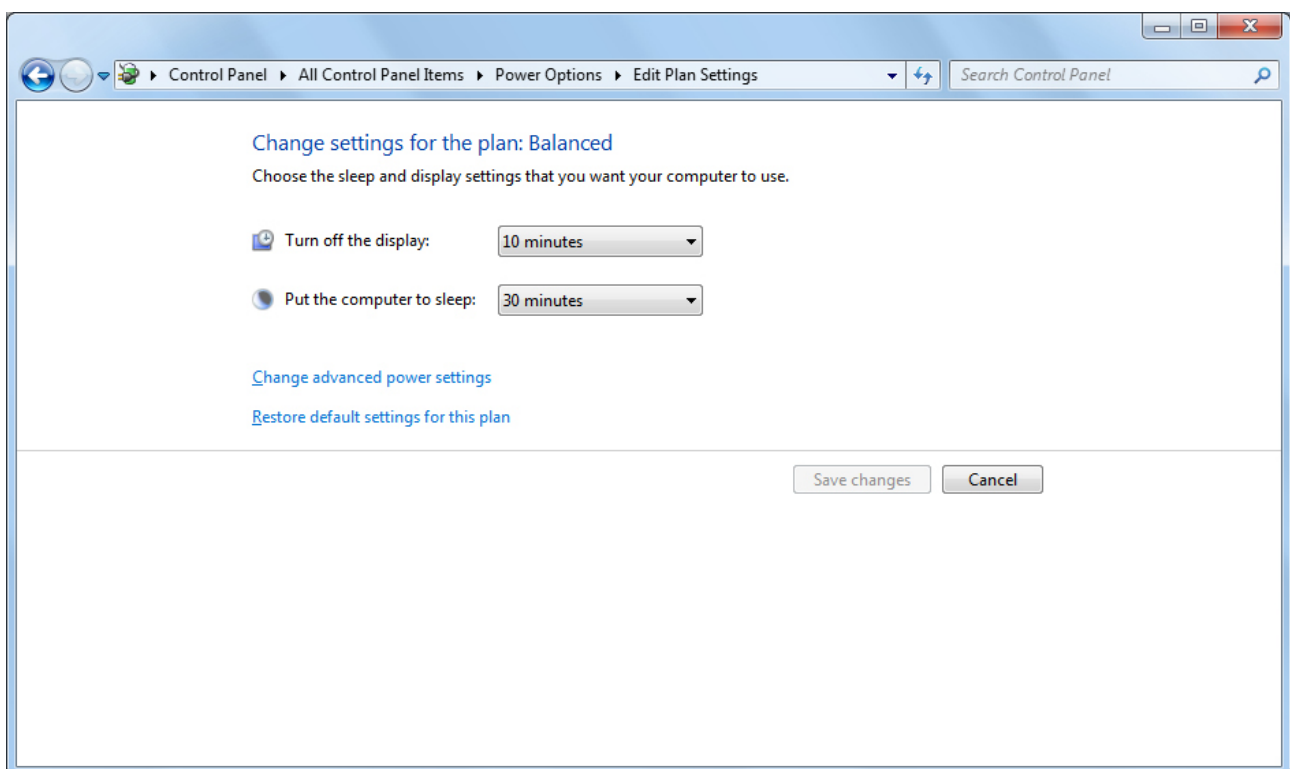 Control Panel All Control Panel Items Power Options Edit Plan Settings Search Control Panel
Change settings for the plan: Balanced
Choose the sleep and display settings that you want your computer to use.
Turn off the display: 10 minutes
Put the computer to sleep: 30 minutes
Change advanced power settings
Restore default settings for this plan
Save changes Cancel